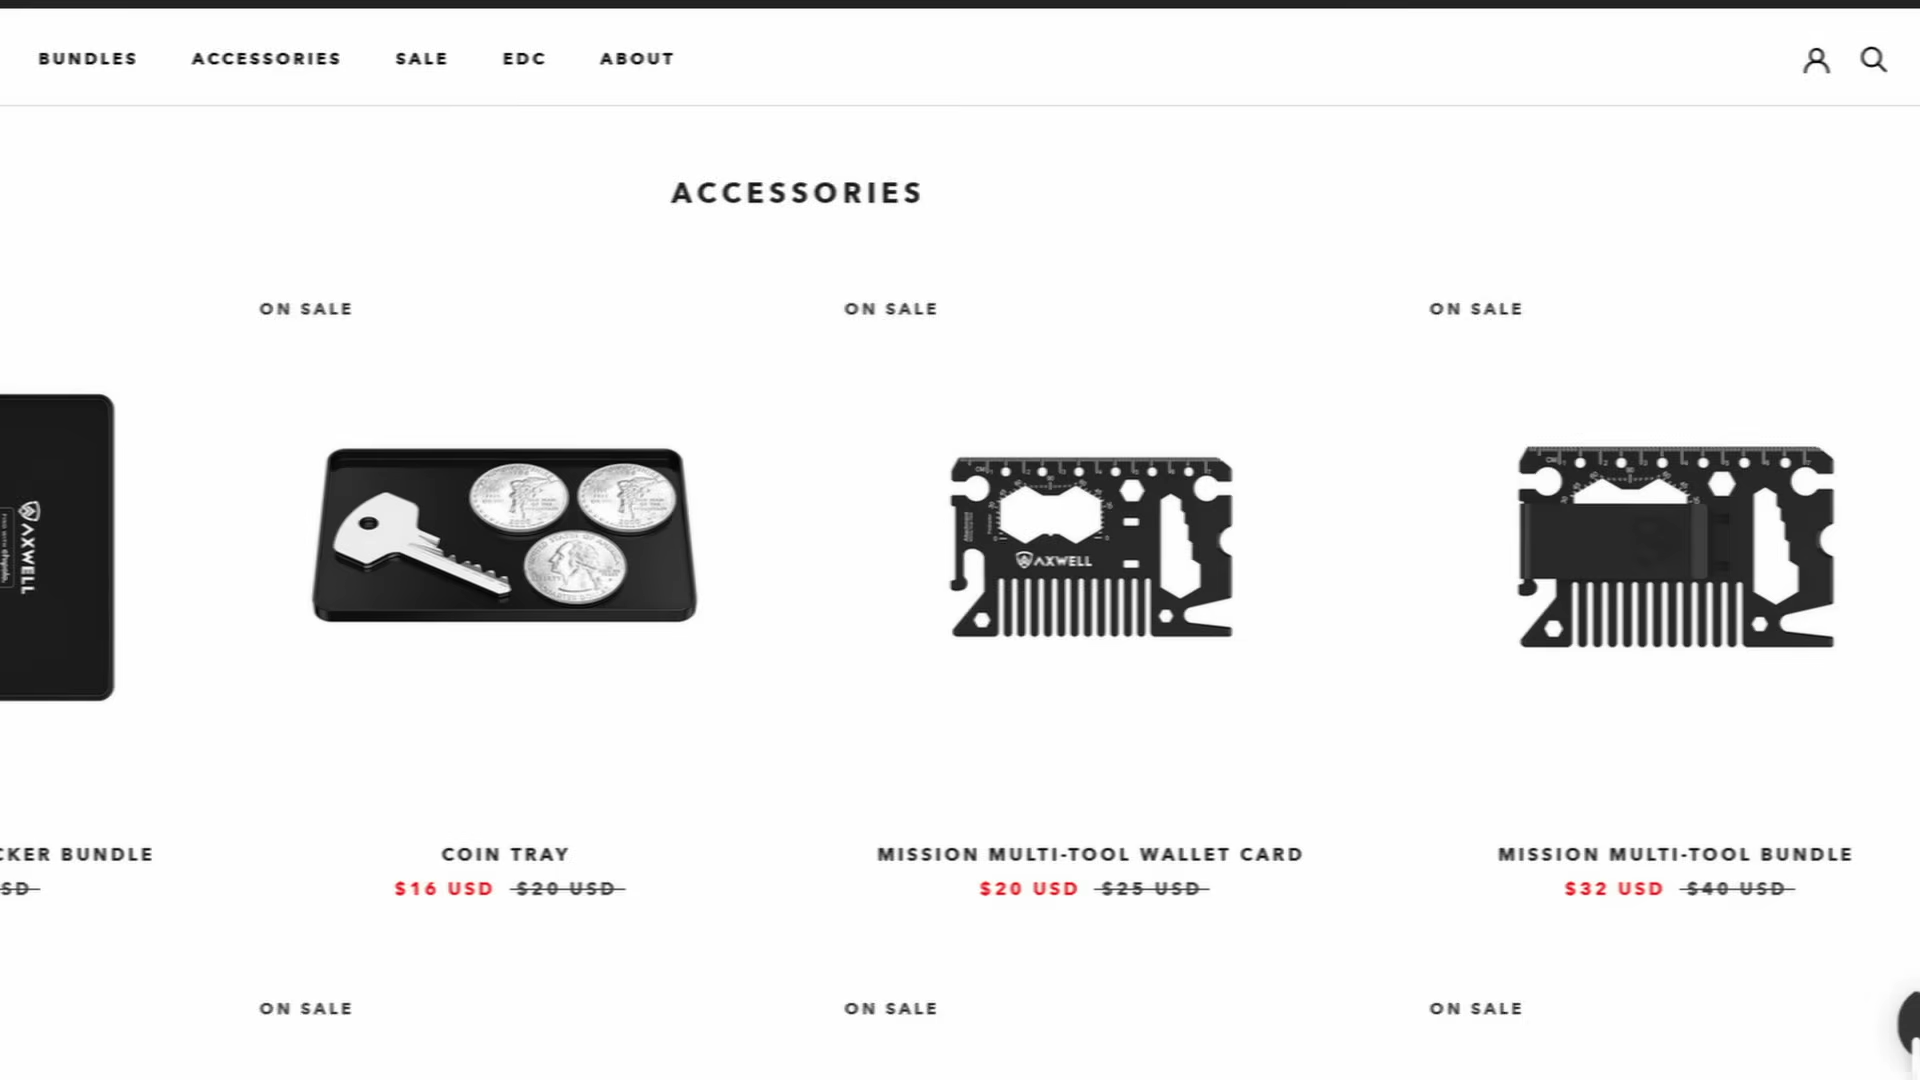 BUNDLES ACCESSORIES SALE EDC ABOUT
ACCESSORIES
ON SALE ON SALE ON SALE
AXWELL
AXWELL
CKER BUNDLE COIN TRAY MISSION MULTI-TOOL WALLET CARD MISSION MULTI-TOOL BUNDLE
SD $16 USD $20 USD $20 USD $25 USD $32 USD $40 USD
ON SALE ON SALE ON SALE